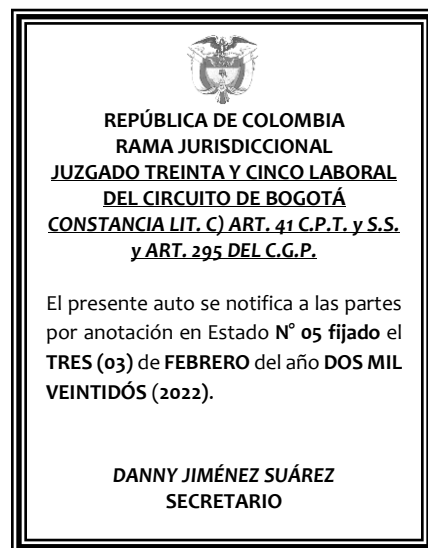 REPÚBLICA DE COLOMBIA
RAMA JURISDICCIONAL
JUZGADO TREINTA Y CINCO LABORAL
DEL CIRCUITO DE BOGOTÁ
CONSTANCIA LIT. C) ART. 41 C.P.T. y S.S.
y ART. 295 DEL C.G.P.
El presente auto se notifica a las partes
por anotación en Estado N° 05 fijado el
TRES (03) de FEBRERO del año DOS MIL
VEINTIDÓS (2022).
DANNY JIMÉNEZ SUÁREZ
SECRETARIO